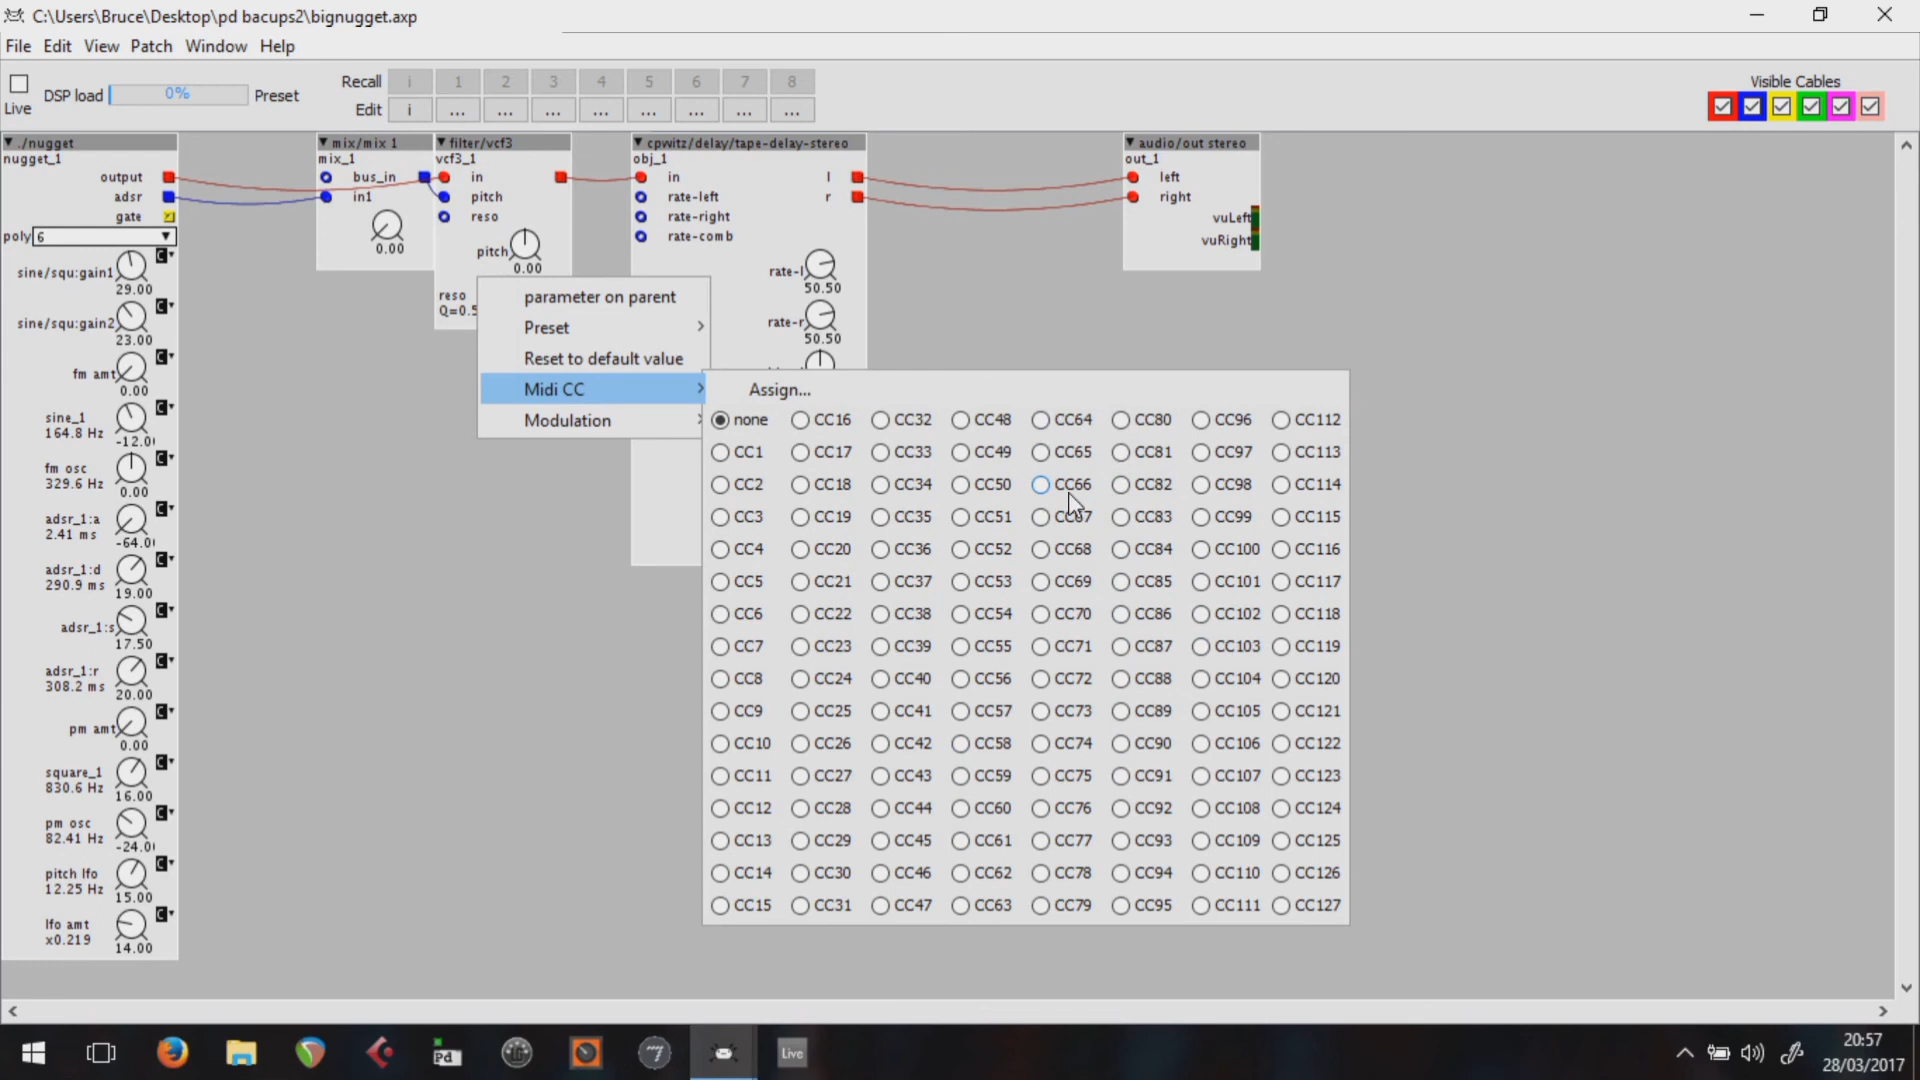 C:\Users\Bruce\Desktop\pd bacups2\bignugget.axp
File Edit View Patch Window Help
Live
DSP load
0%
Preset
Recall i 1 2 3 4 5 6 7 8
Edit i ... ... ... ... ... ... ... ...
Visible Cables
./nugget
nugget_1
output
adsr
gate
poly 6
sine/squ:gain1
29.00
sine/squ:gain2
23.00
fm amt
0.00
sine_1
164.8 Hz
-12.0
fm osc
329.6 Hz
0.00
adsr_1:a
2.41 ms
-64.0
adsr_1:d
290.9 ms
19.00
adsr_1:s
17.50
adsr_1:r
308.2 ms
20.00
pm amt
0.00
square_1
830.6 Hz
16.00
pm osc
82.41 Hz
-24.0
pitch lfo
12.25 Hz
15.00
lfo amt
x0.219
14.00
mix/mix 1
mix_1
bus_in
in1
0.00
filter/vcf3
vcf3_1
in
pitch
reso
pitch
0.00
reso
Q=0.5
cpwitz/delay/tape-delay-stereo
obj_1
in l
rate-left r
rate-right
rate-comb
rate-l
50.50
rate-r
50.50
audio/out stereo
out_1
left
right
vuLeft
vuRight
parameter on parent
Preset
Reset to default value
Midi CC
Modulation
Assign...
none CC16 CC32 CC48 CC64 CC80 CC96 CC112
CC1 CC17 CC33 CC49 CC65 CC81 CC97 CC113
CC2 CC18 CC34 CC50 CC66 CC82 CC98 CC114
CC3 CC19 CC35 CC51 CC67 CC83 CC99 CC115
CC4 CC20 CC36 CC52 CC68 CC84 CC100 CC116
CC5 CC21 CC37 CC53 CC69 CC85 CC101 CC117
CC6 CC22 CC38 CC54 CC70 CC86 CC102 CC118
CC7 CC23 CC39 CC55 CC71 CC87 CC103 CC119
CC8 CC24 CC40 CC56 CC72 CC88 CC104 CC120
CC9 CC25 CC41 CC57 CC73 CC89 CC105 CC121
CC10 CC26 CC42 CC58 CC74 CC90 CC106 CC122
CC11 CC27 CC43 CC59 CC75 CC91 CC107 CC123
CC12 CC28 CC44 CC60 CC76 CC92 CC108 CC124
CC13 CC29 CC45 CC61 CC77 CC93 CC109 CC125
CC14 CC30 CC46 CC62 CC78 CC94 CC110 CC126
CC15 CC31 CC47 CC63 CC79 CC95 CC111 CC127
Pd
Live
20:57
28/03/2017